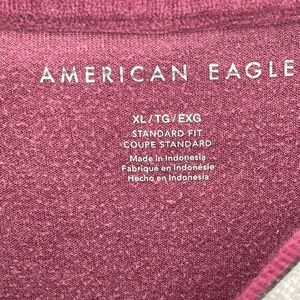 AMERICAN EAGLE
XL/TG/EXG
STANDARD FIT
COUPE STANDARD
Made in Indonesia
Fabriqué en Indonésie
Hecho en Indonesia